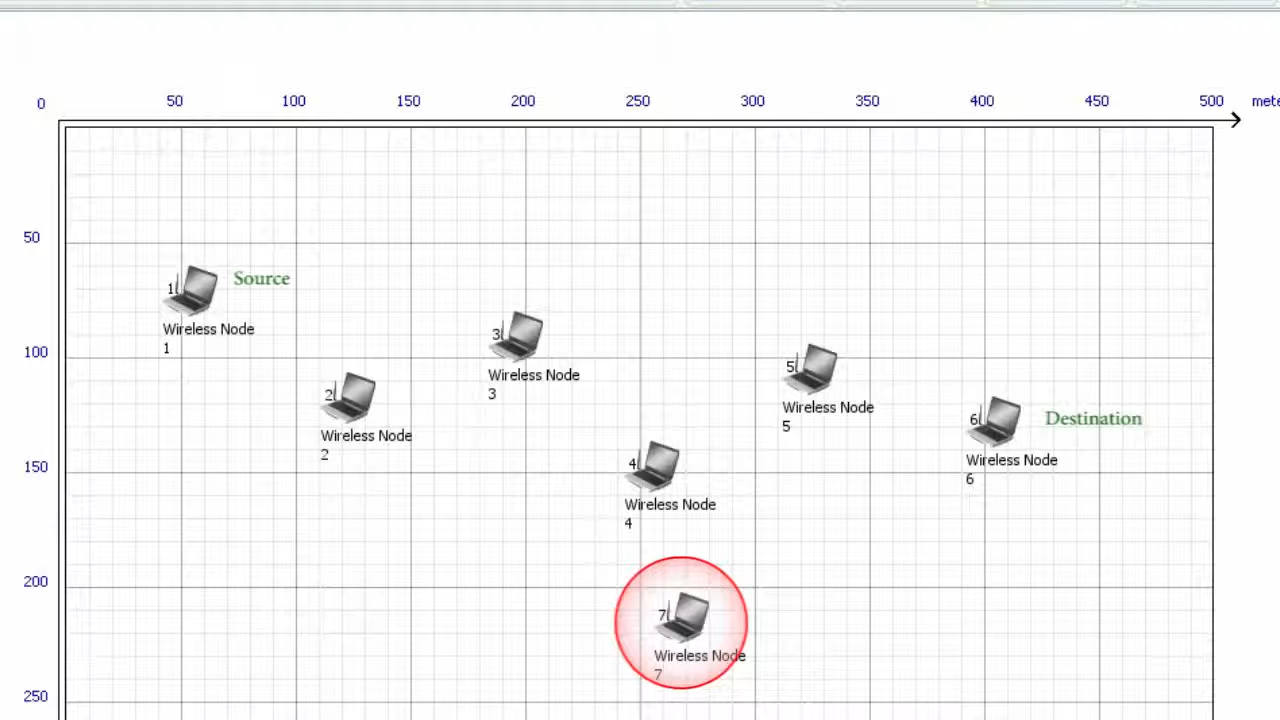 0 50 100 150 200 250 300 350 400 450 500 mete
50
1 Source
Wireless Node
1
3
100
Wireless Node
3
5
Wireless Node
5
2
Wireless Node
2
6 Destination
Wireless Node
6
150
4
Wireless Node
4
200
7
Wireless Node
7
250